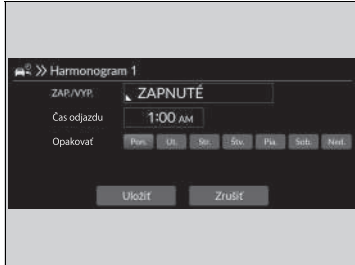 Harmonogram 1
ZAP./VYP. ZAPNUTÉ
Čas odjazdu 1:00 AM
Opakovať Pon. Ut. Str. Štv. Pia. Sob. Ned.
Uložiť Zrušiť